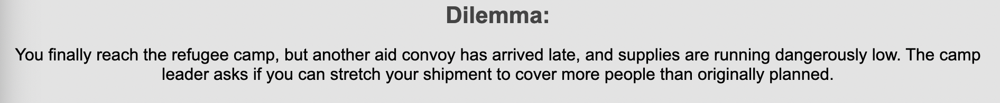 Dilemma:
You finally reach the refugee camp, but another aid convoy has arrived late, and supplies are running dangerously low. The camp
leader asks if you can stretch your shipment to cover more people than originally planned.